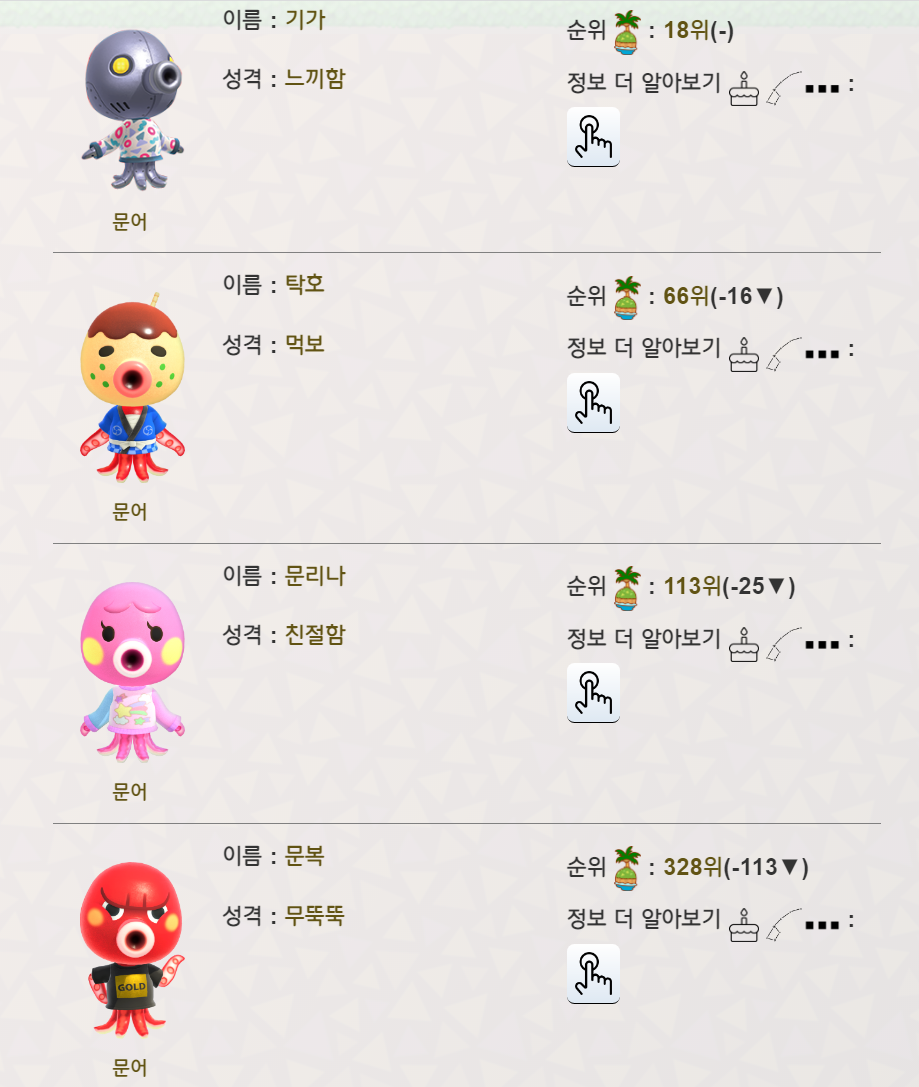 이름 : 기가
순위 : 18위(-)
성격 : 느끼함
정보 더 알아보기 ... :
문어
이름 : 탁호
순위 : 66위(-16▼)
성격 : 먹보
정보 더 알아보기 ... :
문어
이름 : 문리나
순위 : 113위(-25▼)
성격 : 친절함
정보 더 알아보기 ... :
문어
이름 : 문복
순위 : 328위(-113▼)
성격 : 무뚝뚝
정보 더 알아보기 ... :
GOLD
문어